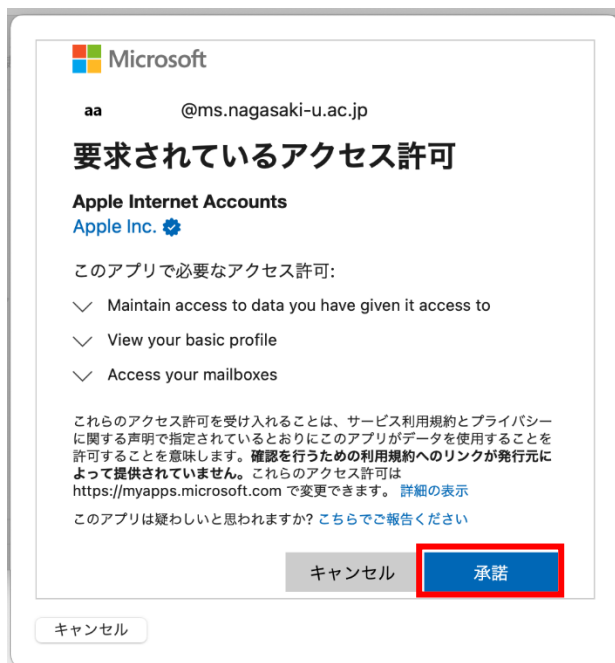 Microsoft
aa @ms.nagasaki-u.ac.jp
要求されているアクセス許可
Apple Internet Accounts
Apple Inc.
このアプリで必要なアクセス許可:
Maintain access to data you have given it access to
View your basic profile
Access your mailboxes
これらのアクセス許可を受け入れることは、サービス利用規約とプライバシー
に関する声明で指定されているとおりにこのアプリがデータを使用することを
許可することを意味します。確認を行うための利用規約へのリンクが発行元に
よって提供されていません。これらのアクセス許可は
https://myapps.microsoft.com で変更できます。 詳細の表示
このアプリは疑わしいと思われますか? こちらでご報告ください
キャンセル 承諾
キャンセル